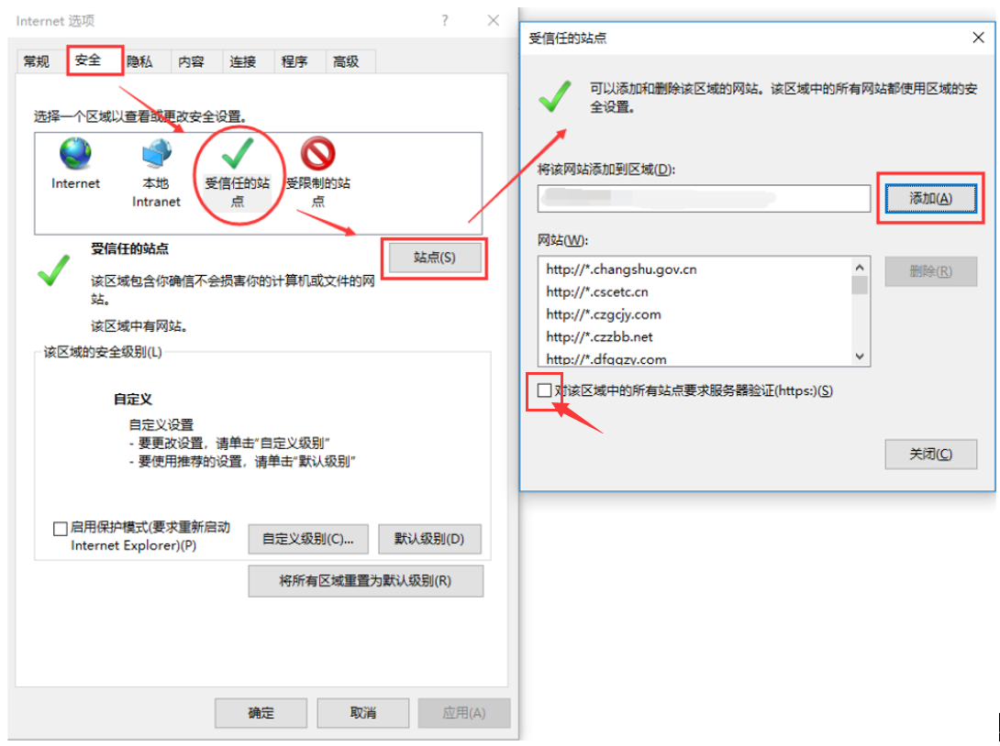 Internet 选项
常规 安全 隐私 内容 连接 程序 高级
选择一个区域以查看或更改安全设置。
Internet
本地
Intranet
受信任的站
点
受限制的站
点
受信任的站点
站点(S)
该区域包含你确信不会损害你的计算机或文件的网
站。
该区域中有网站。
该区域的安全级别(L)
自定义
自定义设置
- 要更改设置，请单击“自定义级别”
- 要使用推荐的设置，请单击“默认级别”
启用保护模式(要求重新启动
Internet Explorer)(P)
自定义级别(C)...
默认级别(D)
将所有区域重置为默认级别(R)
确定
取消
应用(A)
受信任的站点
可以添加和删除该区域的网站。该区域中的所有网站都使用区域的安
全设置。
将该网站添加到区域(D):
添加(A)
网站(W):
http://*.changshu.gov.cn
http://*.cscetc.cn
http://*.czgcjy.com
http://*.czzbb.net
http://*.dfggzy.com
删除(R)
对该区域中的所有站点要求服务器验证(https:)(S)
关闭(C)